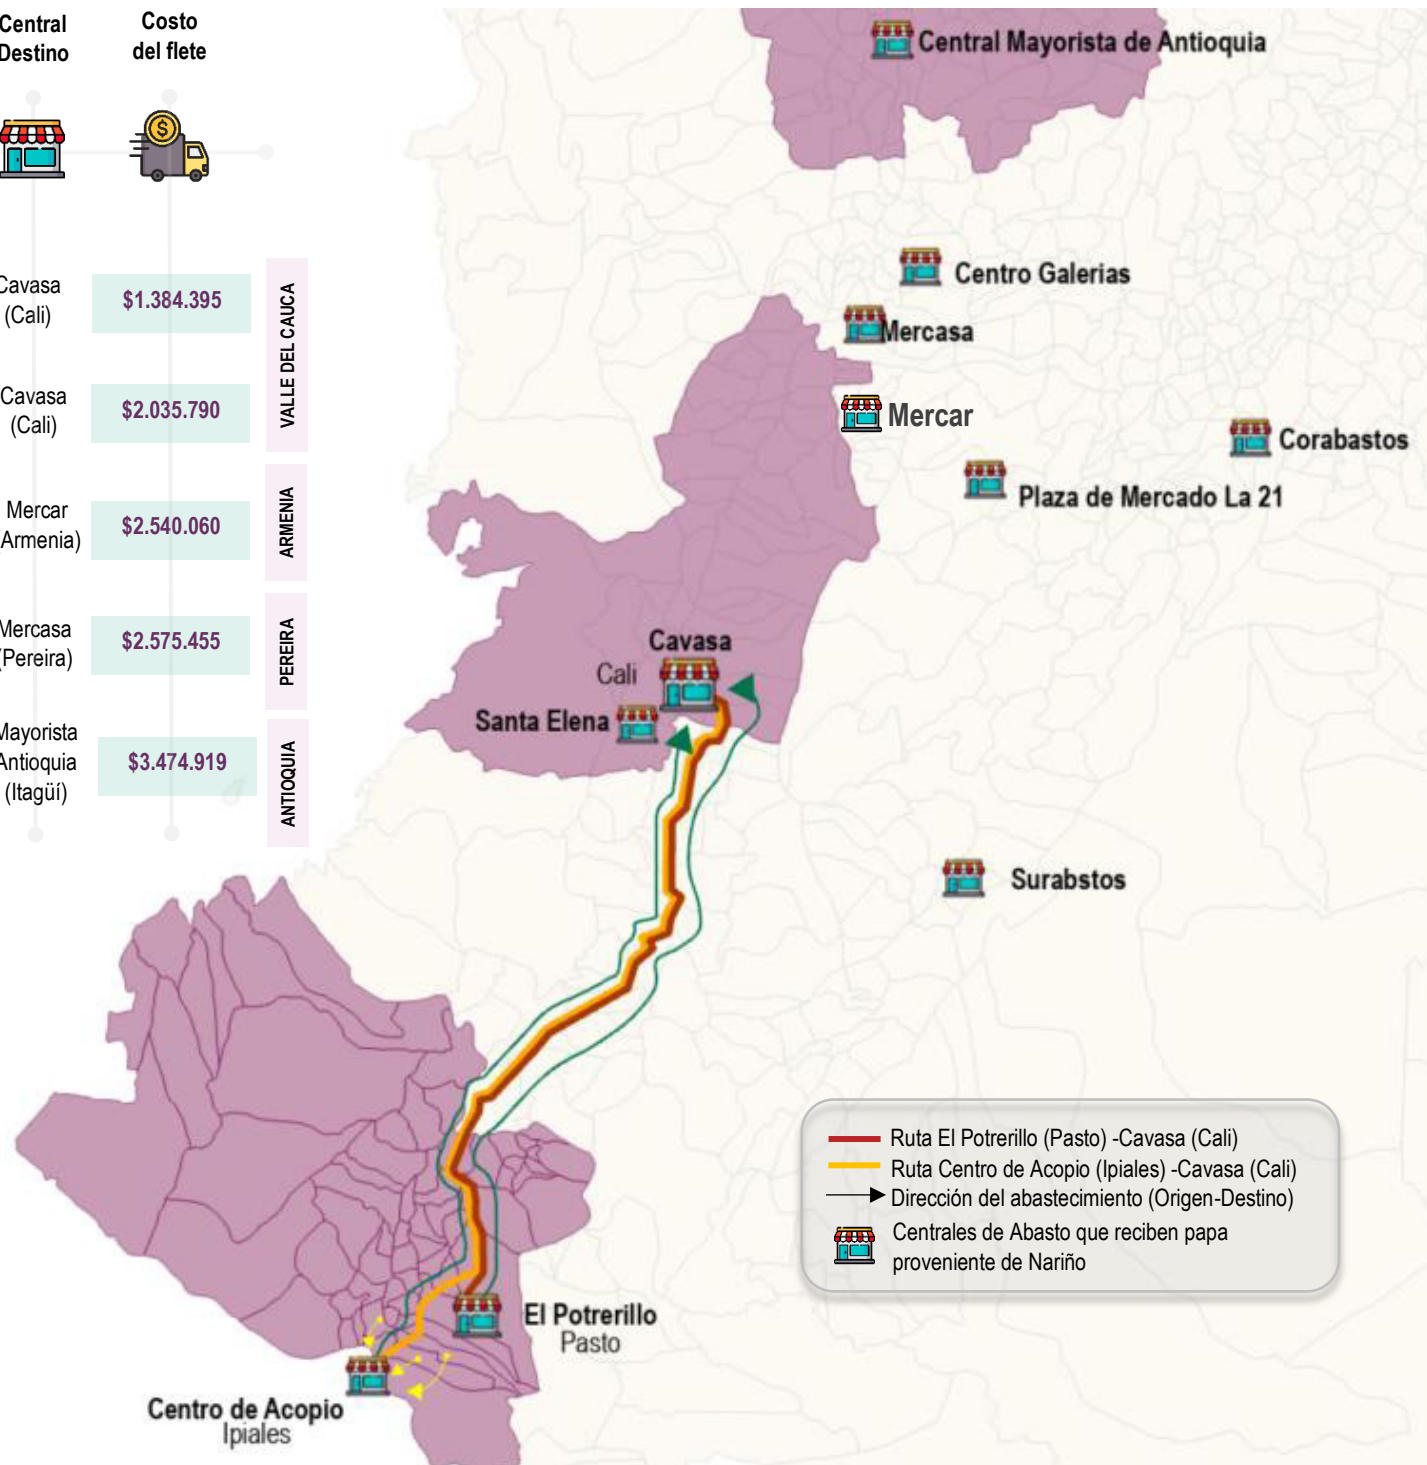 Central
Destino
Costo
del flete
Cavasa
(Cali)
$1.384.395
VALLE DEL CAUCA
Cavasa
(Cali)
$2.035.790
Mercar
Armenia)
$2.540.060
ARMENIA
Mercasa
(Pereira)
$2.575.455
PEREIRA
Mayorista
Antioquia
(Itagüí)
$3.474.919
ANTIOQUIA
Central Mayorista de Antioquia
Centro Galerias
Mercasa
Mercar
Corabastos
Plaza de Mercado La 21
Cavasa
Cali
Santa Elena
Surabstos
El Potrerillo
Pasto
Centro de Acopio
Ipiales
Ruta El Potrerillo (Pasto) -Cavasa (Cali)
Ruta Centro de Acopio (Ipiales) -Cavasa (Cali)
Dirección del abastecimiento (Origen-Destino)
Centrales de Abasto que reciben papa
proveniente de Nariño